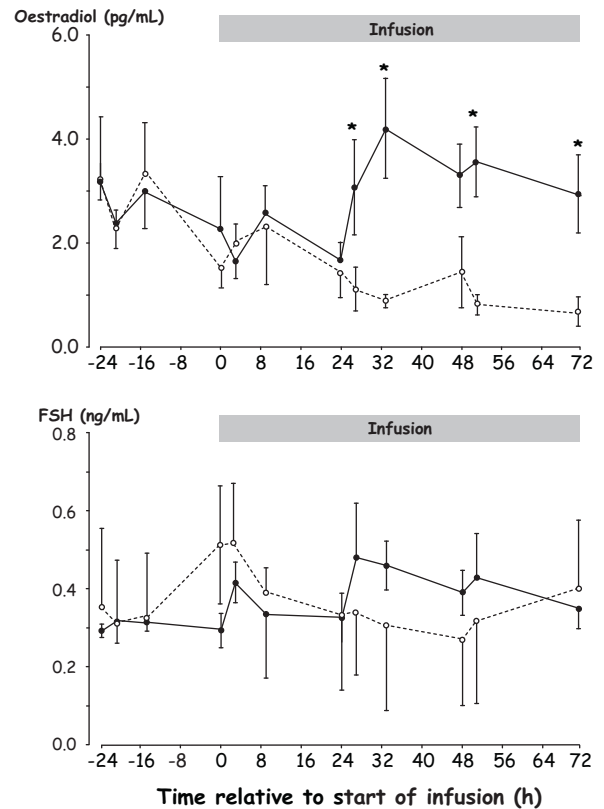 Oestradiol (pg/mL)
Infusion
6.0
*
*
*
*
4.0
2.0
0.0
-24 -16 -8 0 8 16 24 32 40 48 56 64 72
FSH (ng/mL)
Infusion
0.8
0.6
0.4
0.2
0.0
-24 -16 -8 0 8 16 24 32 40 48 56 64 72
Time relative to start of infusion (h)